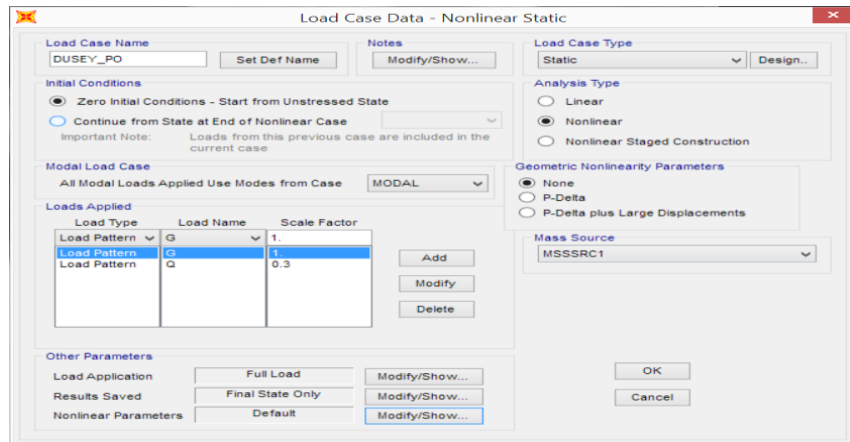 Load Case Data - Nonlinear Static
Load Case Name
DUSEY_PO
Set Def Name
Notes
Modify/Show...
Load Case Type
Static
Design..
Initial Conditions
Zero Initial Conditions - Start from Unstressed State
Continue from State at End of Nonlinear Case
Important Note: Loads from this previous case are included in the
current case
Analysis Type
Linear
Nonlinear
Nonlinear Staged Construction
Modal Load Case
All Modal Loads Applied Use Modes from Case MODAL
Geometric Nonlinearity Parameters
None
P-Delta
P-Delta plus Large Displacements
Loads Applied
Load Type Load Name Scale Factor
Load Pattern G 1.
Load Pattern G 1.
Load Pattern Q 0.3
Add
Modify
Delete
Mass Source
MSSSRC1
Other Parameters
Load Application Full Load Modify/Show...
Results Saved Final State Only Modify/Show...
Nonlinear Parameters Default Modify/Show...
OK
Cancel